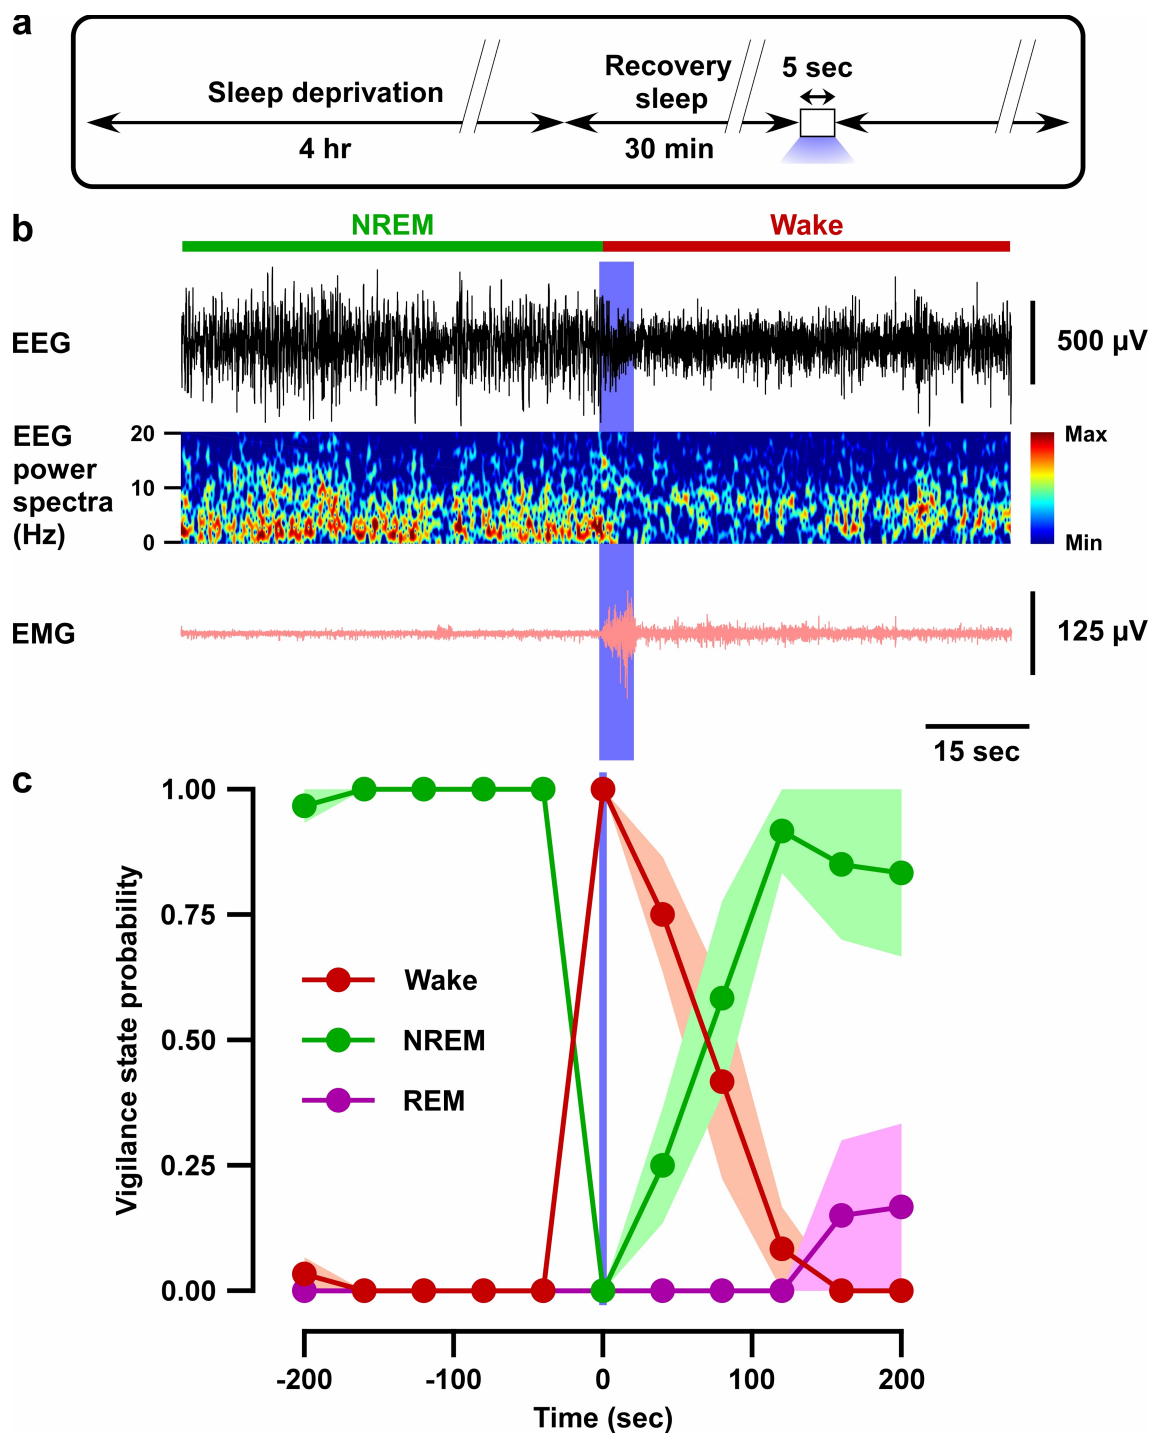 a
Sleep deprivation
4 hr
Recovery
sleep
30 min
5 sec
b
NREM
Wake
EEG
500 µV
EEG
power
spectra
(Hz)
20
10
0
Max
Min
EMG
125 µV
15 sec
c
Vigilance state probability
1.00
0.75
0.50
0.25
0.00
Wake
NREM
REM
-200
-100
0
100
200
Time (sec)